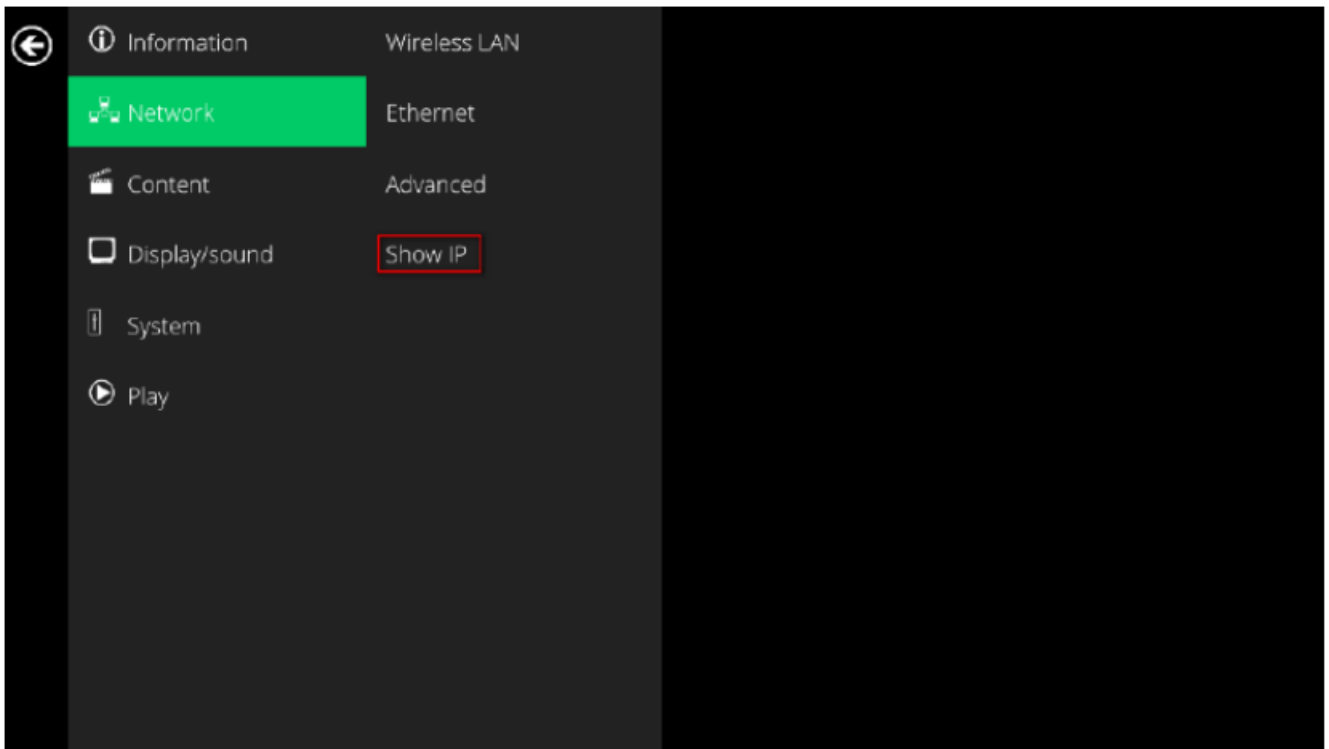 Information
Network
Content
Display/sound
System
Play
Wireless LAN
Ethernet
Advanced
Show IP